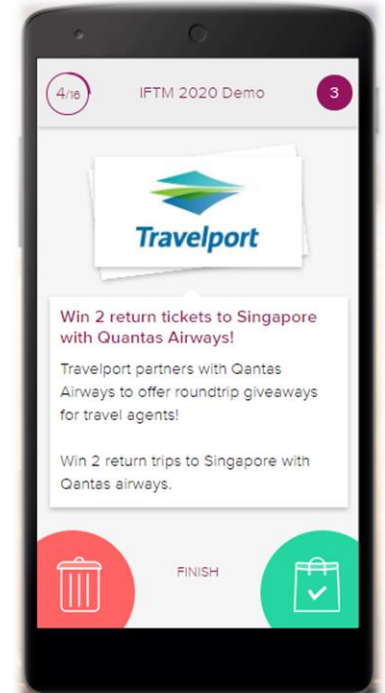 4/16
IFTM 2020 Demo
3
Travelport
Win 2 return tickets to Singapore
with Quantas Airways!
Travelport partners with Qantas
Airways to offer roundtrip giveaways
for travel agents!
Win 2 return trips to Singapore with
Qantas airways.
FINISH